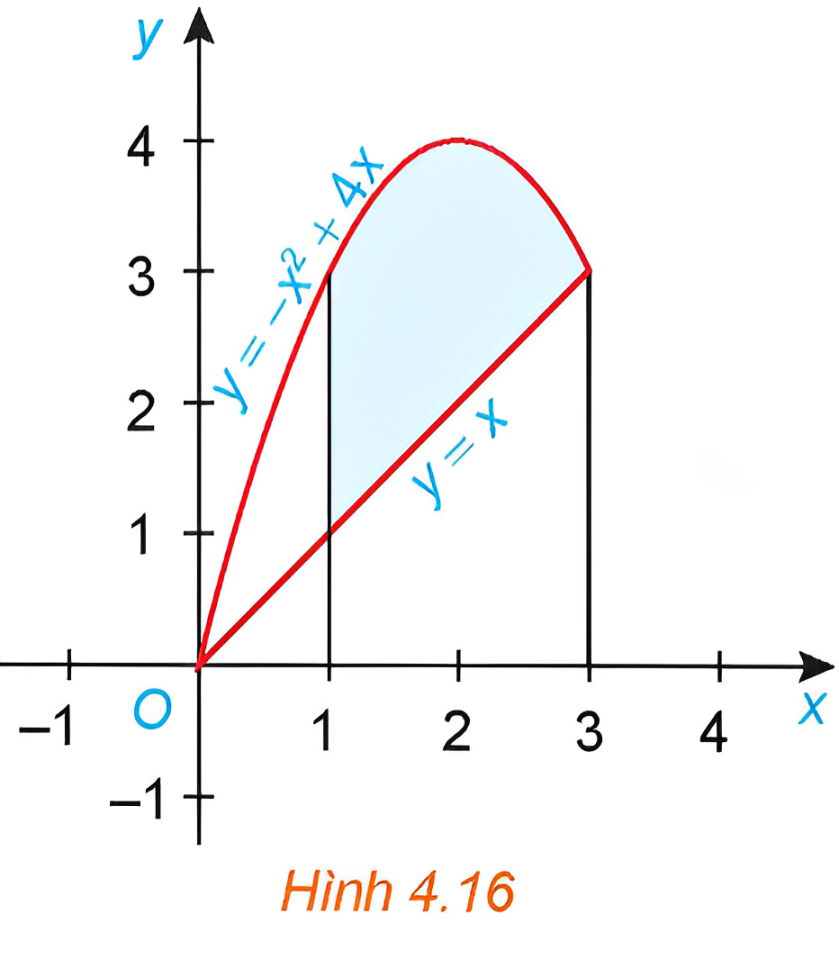 y
4
y = −x² + 4x
3
2
y = x
1
O
−1 1 2 3 4 x
−1
Hình 4.16